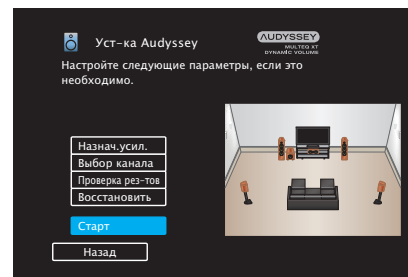 Уст-ка Audyssey
AUDYSSEY
MULTEQ XT
DYNAMIC VOLUME
Настройте следующие параметры, если это
необходимо.
Назнач.усил.
Выбор канала
Проверка рез-тов
Восстановить
Старт
Назад